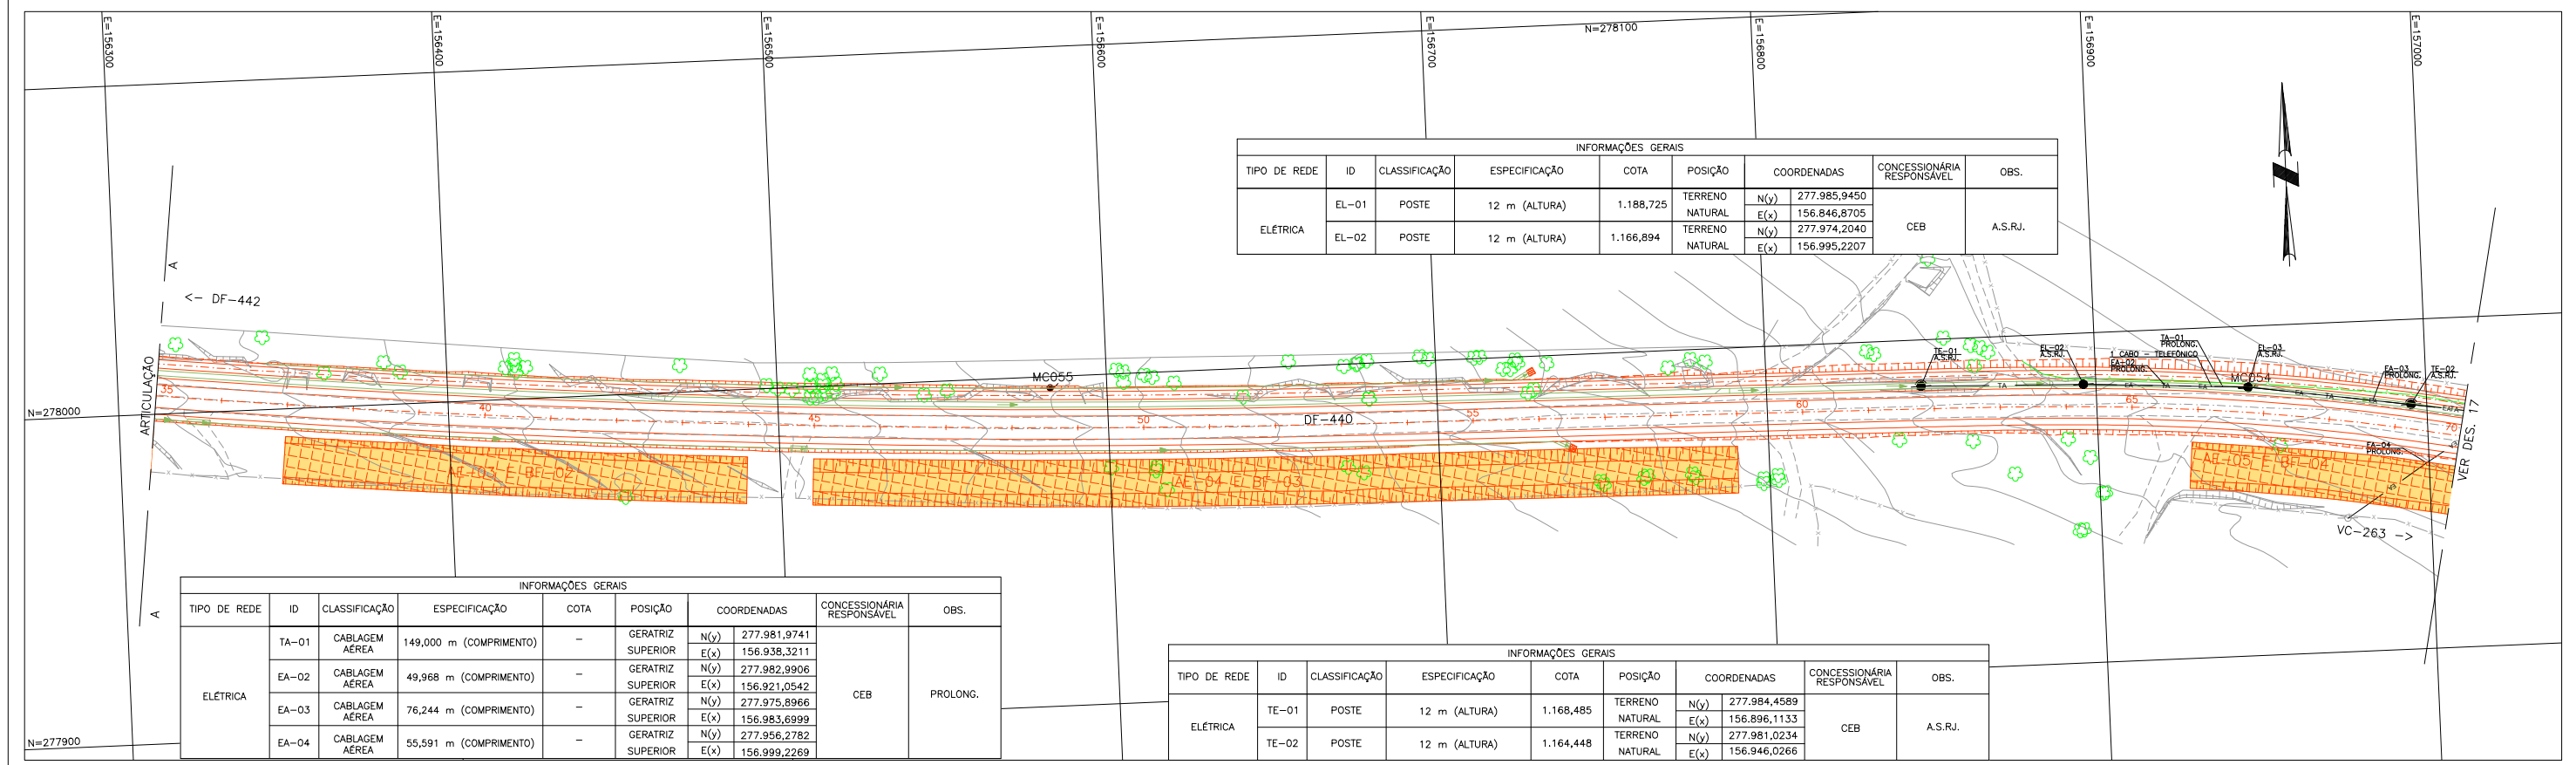 E=156300
E=156400
E=156500
E=156600
E=156700
E=156800
E=156900
E=157000
N=278100
INFORMAÇÕES GERAIS
TIPO DE REDE ID CLASSIFICAÇÃO ESPECIFICAÇÃO COTA POSIÇÃO COORDENADAS CONCESSIONÁRIA RESPONSÁVEL OBS.
ELÉTRICA
EL-01 POSTE 12 m (ALTURA) 1.188,725 TERRENO NATURAL N(y) 277.985,9450
E(x) 156.846,8705
EL-02 POSTE 12 m (ALTURA) 1.166,894 TERRENO NATURAL N(y) 277.974,2040
E(x) 156.995,2207
CEB
A.S.RJ.
A
<- DF-442
ARTICULAÇÃO
N=278000
35
40
45
50
55
60
65
70
MC055
DF-440
TE-01
A.S.RJ.
EL-02
A.S.RJ.
TA-01
PROLONG.
1 CABO - TELEFÔNICO
EA-02
PROLONG.
EL-03
A.S.RJ.
MC054
EA-03
PROLONG.
TE-02
A.S.RJ.
TA
EA
TA
EA
EA
TA
EA
EA-04
PROLONG.
VER DES. 17
AE-03 E BF-02
AE-04 E BF-03
AE-05 E BF-04
VC-263 ->
A
INFORMAÇÕES GERAIS
TIPO DE REDE ID CLASSIFICAÇÃO ESPECIFICAÇÃO COTA POSIÇÃO COORDENADAS CONCESSIONÁRIA RESPONSÁVEL OBS.
ELÉTRICA
TA-01 CABLAGEM AÉREA 149,000 m (COMPRIMENTO) - GERATRIZ SUPERIOR N(y) 277.981,9741
E(x) 156.938,3211
EA-02 CABLAGEM AÉREA 49,968 m (COMPRIMENTO) - GERATRIZ SUPERIOR N(y) 277.982,9906
E(x) 156.921,0542
EA-03 CABLAGEM AÉREA 76,244 m (COMPRIMENTO) - GERATRIZ SUPERIOR N(y) 277.975,8966
E(x) 156.983,6999
EA-04 CABLAGEM AÉREA 55,591 m (COMPRIMENTO) - GERATRIZ SUPERIOR N(y) 277.956,2782
E(x) 156.999,2269
CEB
PROLONG.
N=277900
INFORMAÇÕES GERAIS
TIPO DE REDE ID CLASSIFICAÇÃO ESPECIFICAÇÃO COTA POSIÇÃO COORDENADAS CONCESSIONÁRIA RESPONSÁVEL OBS.
ELÉTRICA
TE-01 POSTE 12 m (ALTURA) 1.168,485 TERRENO NATURAL N(y) 277.984,4589
E(x) 156.896,1133
TE-02 POSTE 12 m (ALTURA) 1.164,448 TERRENO NATURAL N(y) 277.981,0234
E(x) 156.946,0266
CEB
A.S.RJ.